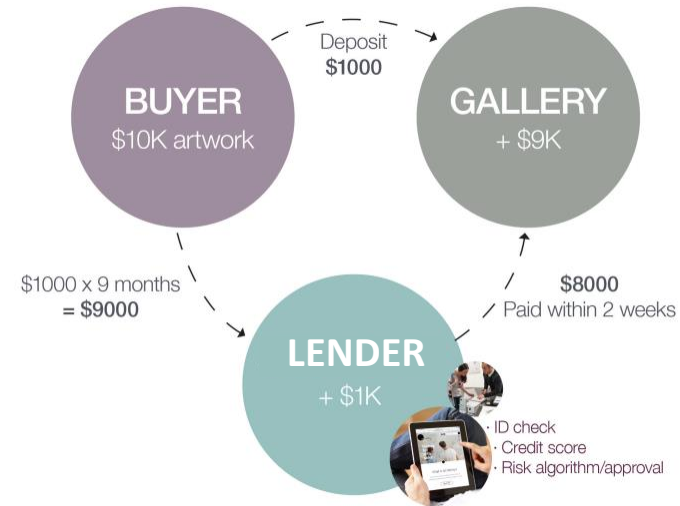 Deposit
$1000
BUYER
$10K artwork
GALLERY
+ $9K
$1000 x 9 months
= $9000
$8000
Paid within 2 weeks
LENDER
+ $1K
· ID check
· Credit score
· Risk algorithm/approval